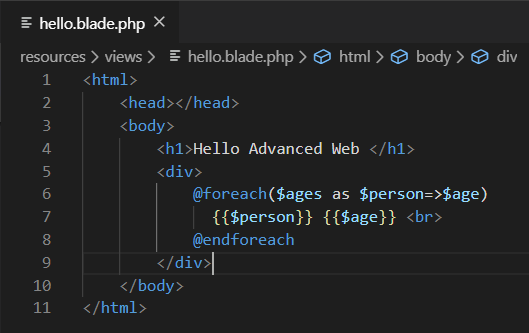 hello.blade.php
resources > views > hello.blade.php > html > body > div
1 <html>
2     <head></head>
3     <body>
4         <h1>Hello Advanced Web </h1>
5         <div>
6             @foreach($ages as $person=>$age)
7               {{$person}} {{$age}} <br>
8             @endforeach
9         </div>
10     </body>
11 </html>